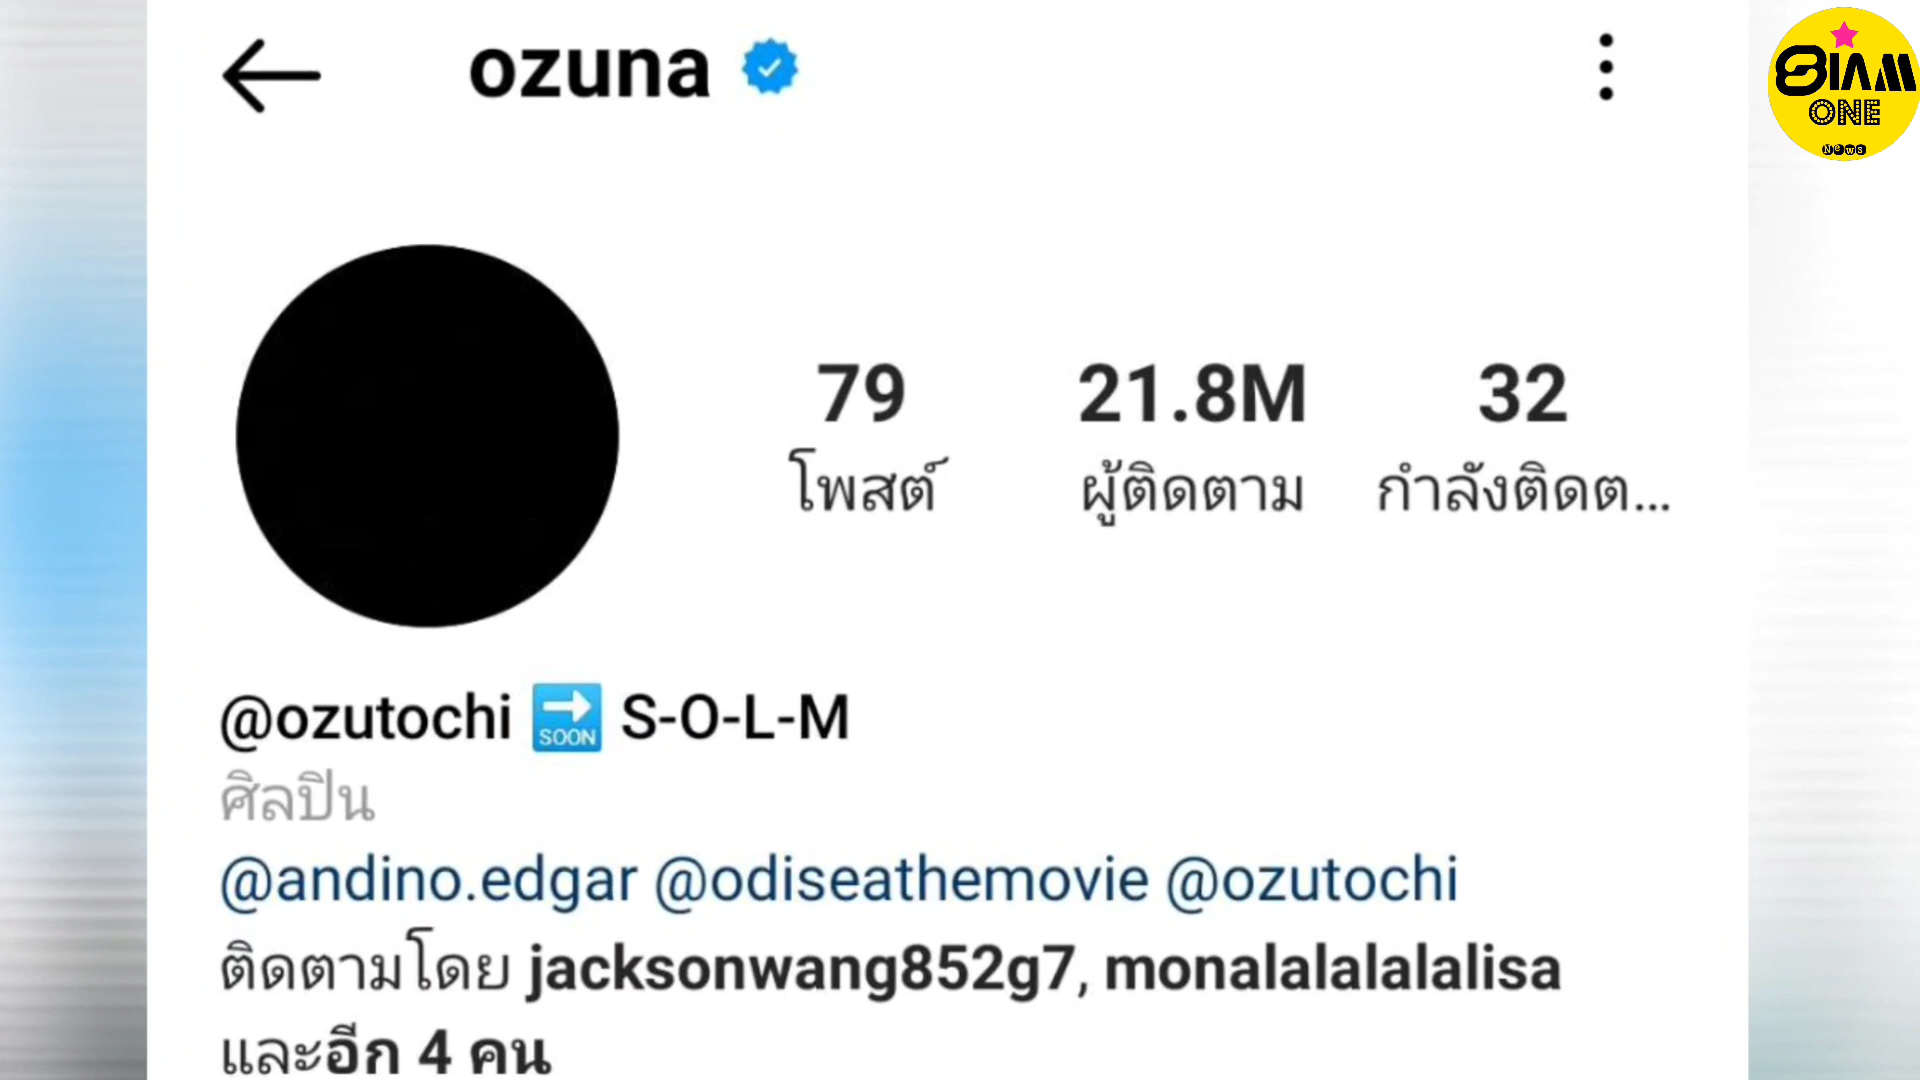 ozuna
SIAM
ONE
News
79 21.8M 32
โพสต์ ผู้ติดตาม กำลังติดต...
@ozutochi SOON S-O-L-M
ศิลปิน
@andino.edgar @odiseathemovie @ozutochi
ติดตามโดย jacksonwang852g7, monalalalalalisa
และอีก 4 คน